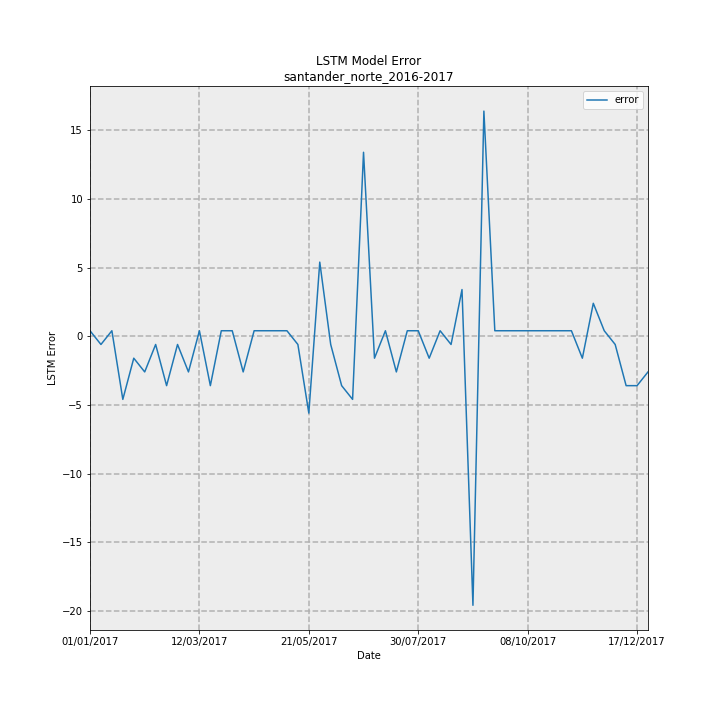 LSTM Model Error
santander_norte_2016-2017
error
15
10
5
0
−5
−10
−15
−20
LSTM Error
01/01/2017 12/03/2017 21/05/2017 30/07/2017 08/10/2017 17/12/2017
Date